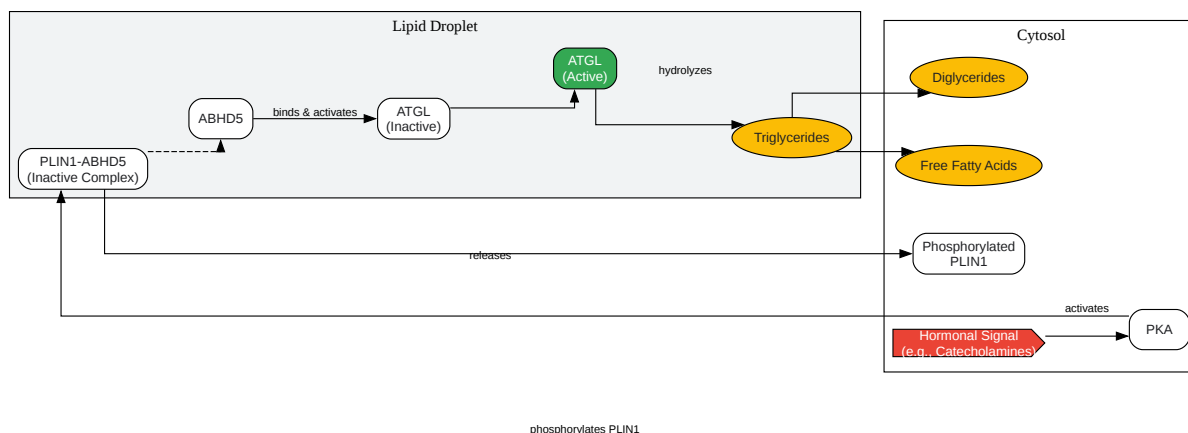 Lipid Droplet
Cytosol
ATGL
(Active)
hydrolyzes
Diglycerides
ABHD5
binds & activates
ATGL
(Inactive)
Triglycerides
PLIN1-ABHD5
(Inactive Complex)
Free Fatty Acids
releases
Phosphorylated
PLIN1
activates
PKA
Hormonal Signal
(e.g., Catecholamines)
phosphorylates PLIN1